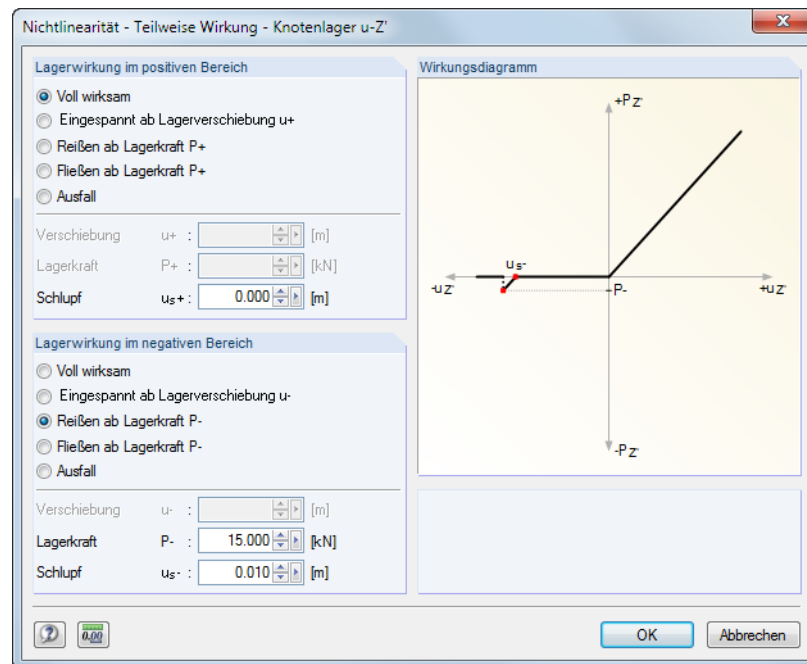 Nichtlinearität - Teilweise Wirkung - Knotenlager u-Z'
Lagerwirkung im positiven Bereich
Voll wirksam
Eingespannt ab Lagerverschiebung u+
Reißen ab Lagerkraft P+
Fließen ab Lagerkraft P+
Ausfall
Verschiebung u+ : [m]
Lagerkraft P+ : [kN]
Schlupf us+ : 0.000 [m]
Lagerwirkung im negativen Bereich
Voll wirksam
Eingespannt ab Lagerverschiebung u-
Reißen ab Lagerkraft P-
Fließen ab Lagerkraft P-
Ausfall
Verschiebung u- : [m]
Lagerkraft P- : 15.000 [kN]
Schlupf us- : 0.010 [m]
Wirkungsdiagramm
+PZ'
us-
-uZ'
P-
+uZ'
-PZ'
0.00
OK
Abbrechen